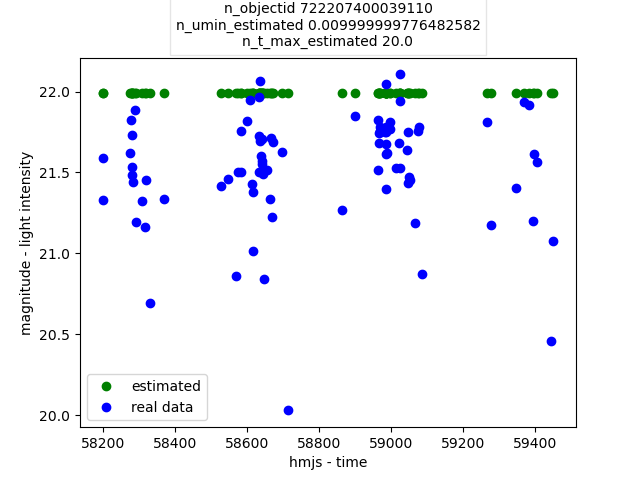 n_objectid 722207400039110
n_umin_estimated 0.009999999776482582
n_t_max_estimated 20.0
22.0
21.5
21.0
20.5
20.0
magnitude - light intensity
estimated
real data
58200 58400 58600 58800 59000 59200 59400
hmjs - time